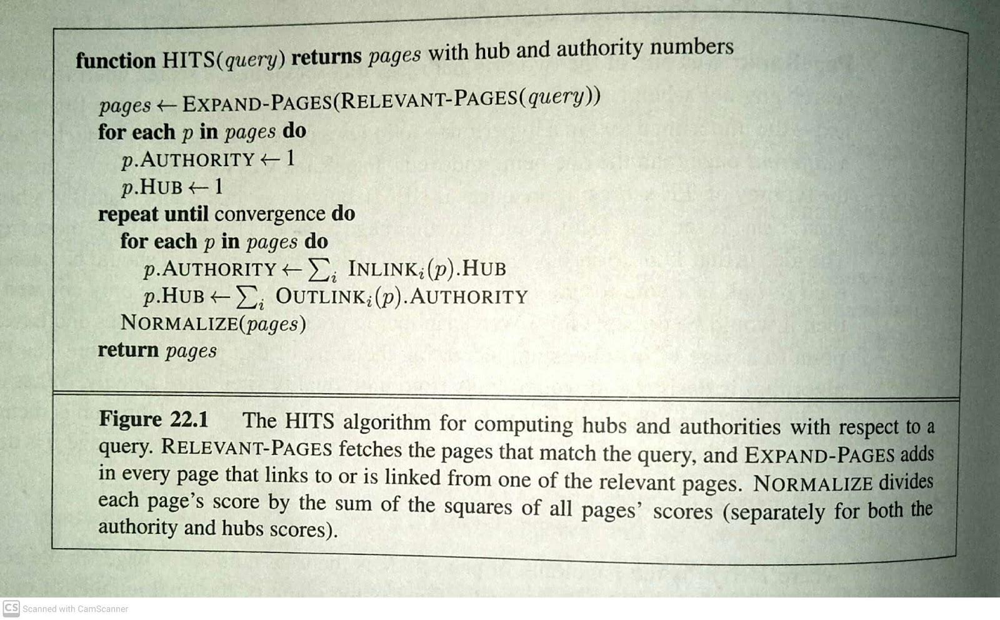 function HITS(query) returns pages with hub and authority numbers
pages ← EXPAND-PAGES(RELEVANT-PAGES(query))
for each p in pages do
p.AUTHORITY ← 1
p.HUB ← 1
repeat until convergence do
for each p in pages do
p.AUTHORITY ← ∑i INLINKi(p).HUB
p.HUB ← ∑i OUTLINKi(p).AUTHORITY
NORMALIZE(pages)
return pages
Figure 22.1 The HITS algorithm for computing hubs and authorities with respect to a
query. RELEVANT-PAGES fetches the pages that match the query, and EXPAND-PAGES adds
in every page that links to or is linked from one of the relevant pages. NORMALIZE divides
each page's score by the sum of the squares of all pages' scores (separately for both the
authority and hubs scores).
CS Scanned with CamScanner